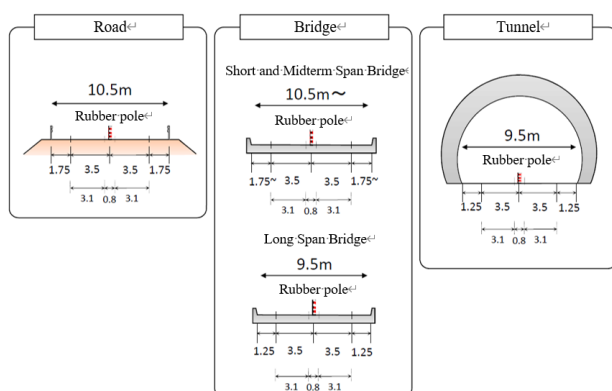 Road
10.5m
Rubber pole
1.75 3.5 3.5 1.75
3.1 0.8 3.1
Bridge
Short and Midterm Span Bridge
10.5m～
Rubber pole
1.75~ 3.5 3.5 1.75~
3.1 0.8 3.1
Long Span Bridge
9.5m
Rubber pole
1.25 3.5 3.5 1.25
3.1 0.8 3.1
Tunnel
9.5m
Rubber pole
1.25 3.5 3.5 1.25
3.1 0.8 3.1